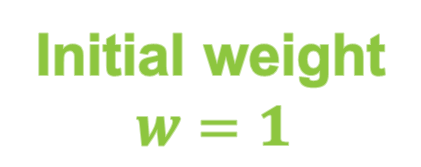 Initial weight
w = 1